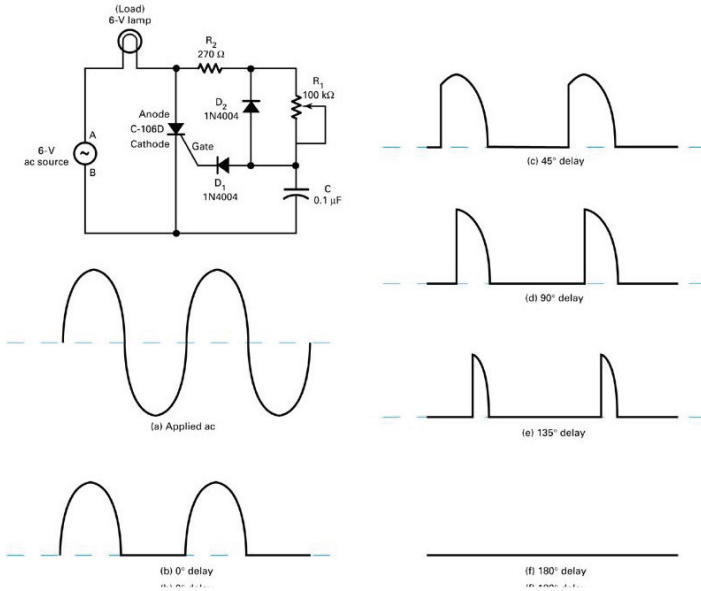 (Load)
6-V lamp
R2
270 Ω
R1
100 kΩ
D2
1N4004
Anode
C-106D
Cathode
Gate
A
6-V
ac source
B
D1
1N4004
C
0.1 µF
(a) Applied ac
(b) 0° delay
(c) 45° delay
(d) 90° delay
(e) 135° delay
(f) 180° delay